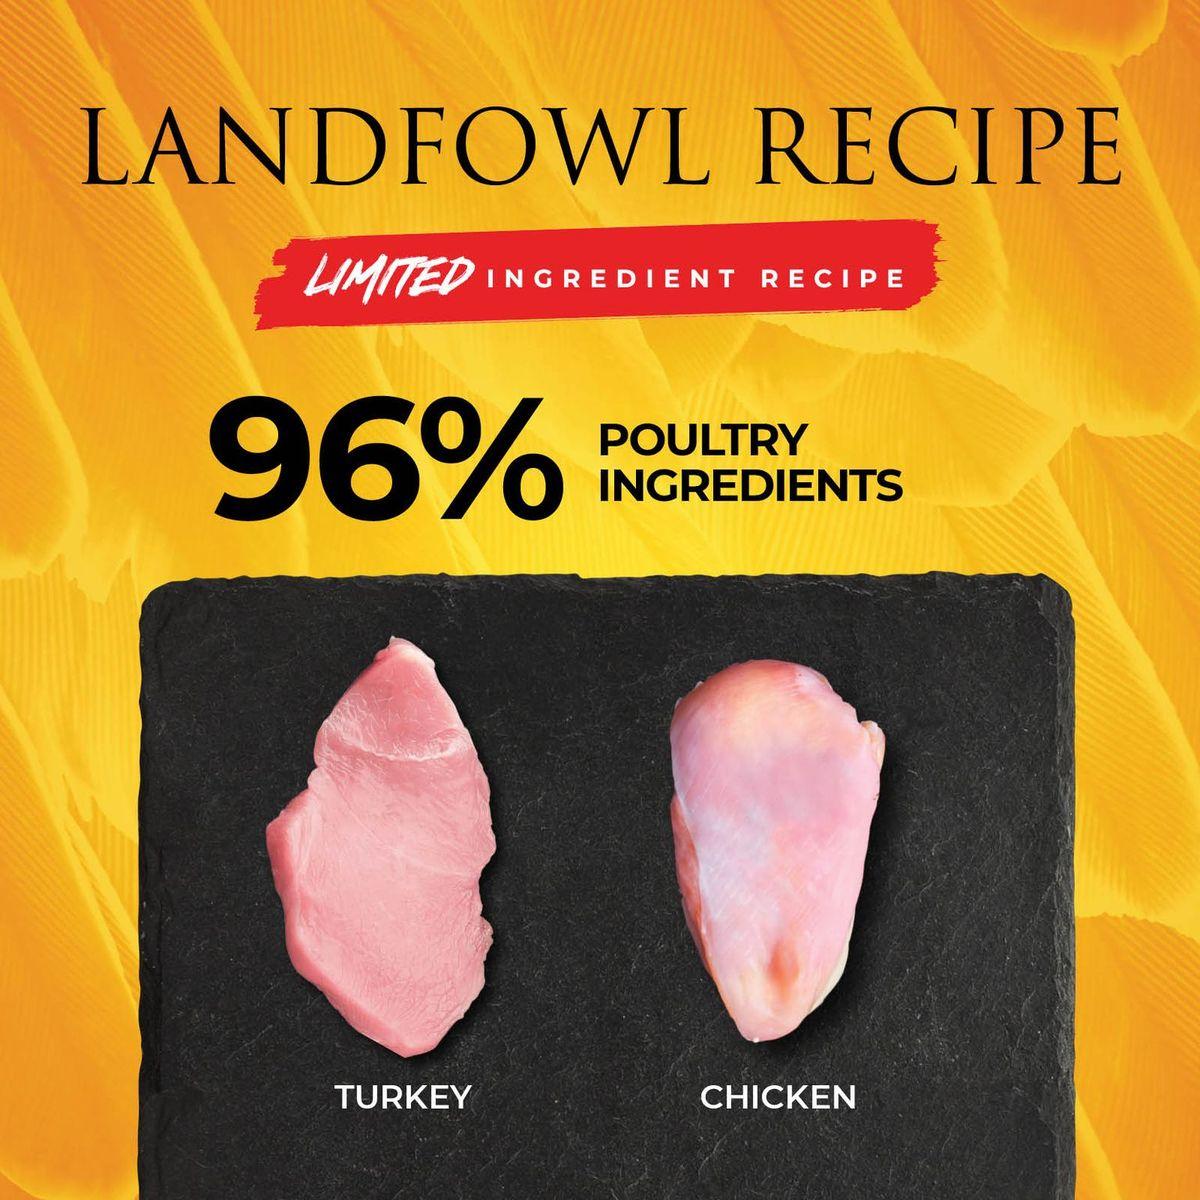 LANDFOWL RECIPE
LIMITED INGREDIENT RECIPE
96% POULTRY
INGREDIENTS
TURKEY
CHICKEN